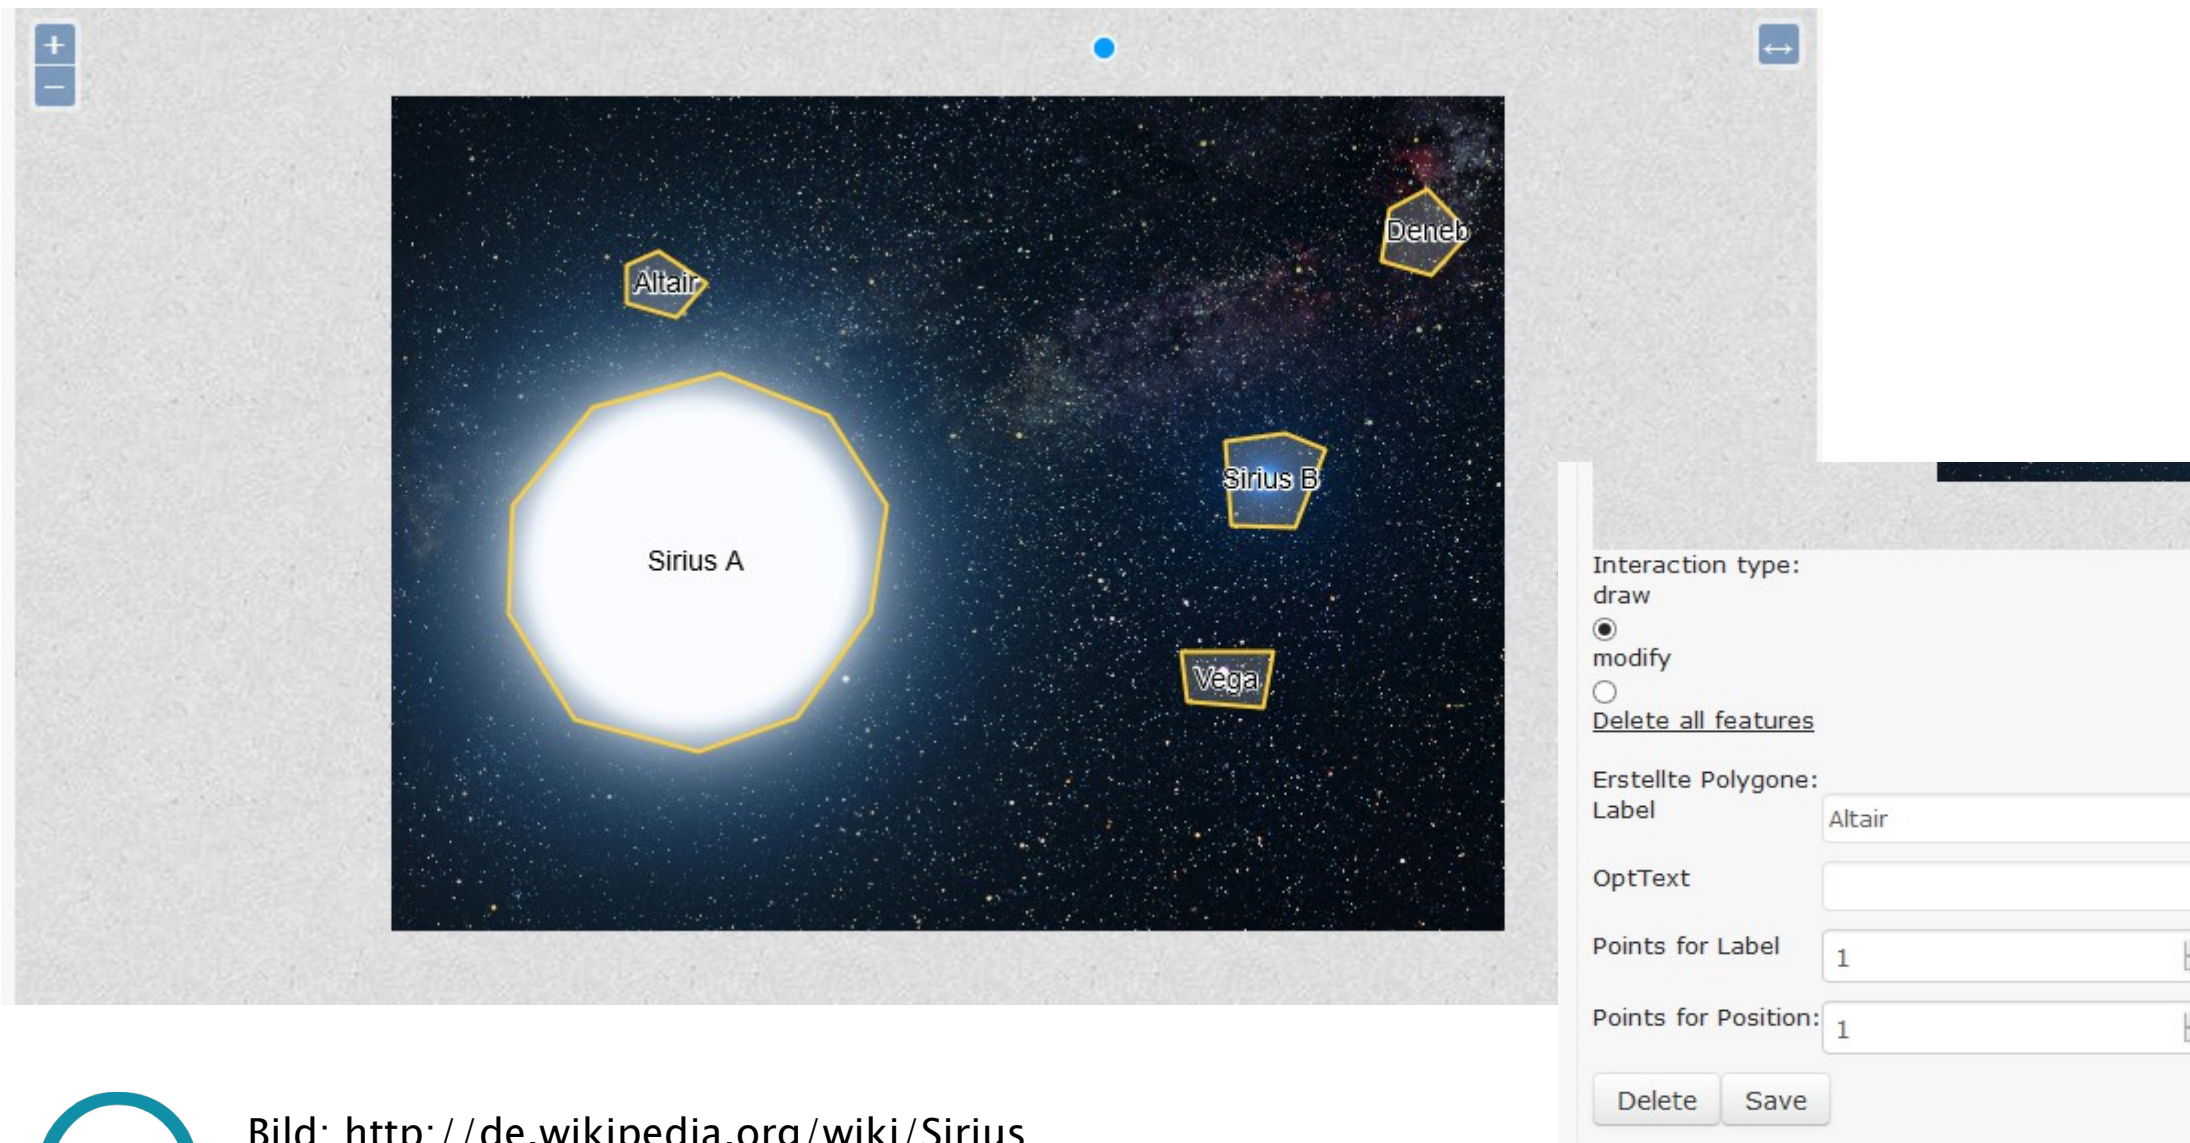 +
−
↔
Deneb
Altair
Sirius B
Sirius A
Vega
Interaction type:
draw
modify
Delete all features
Erstellte Polygone:
Label
Altair
OptText
Points for Label
1
Points for Position:
1
Delete Save
Bild: http://de.wikipedia.org/wiki/Sirius